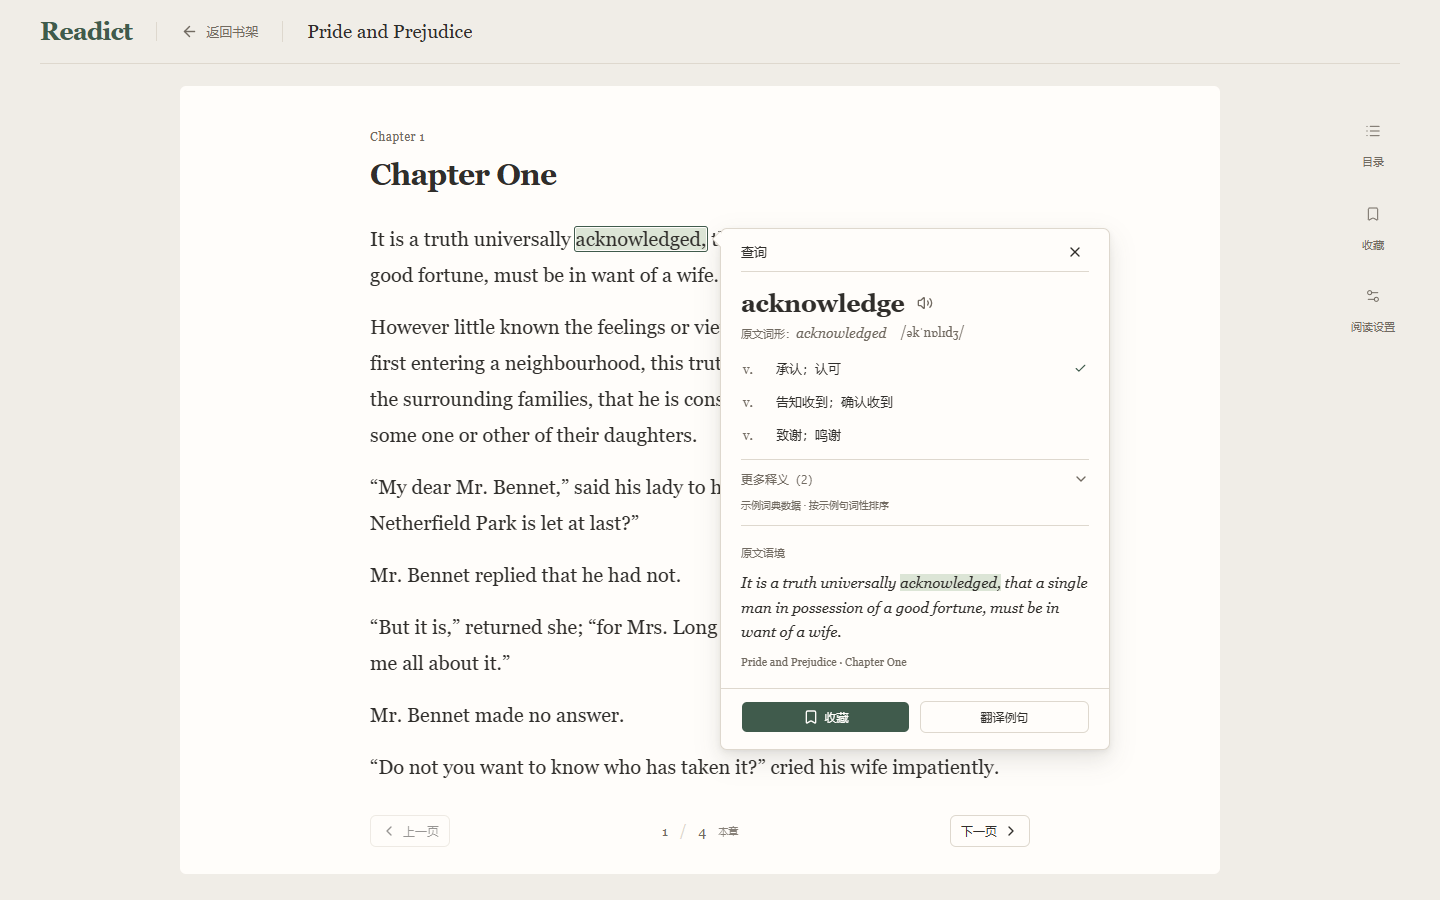 Readict
返回书架
Pride and Prejudice
Chapter 1
Chapter One
It is a truth universally acknowledged,
good fortune, must be in want of a wife.
However little known the feelings or
first entering a neighbourhood, this
the surrounding families, that he is
some one or other of their daughters.
“My dear Mr. Bennet,” said his lady to
Netherfield Park is let at last?”
Mr. Bennet replied that he had not.
“But it is,” returned she; “for Mrs. Long
me all about it.”
Mr. Bennet made no answer.
“Do not you want to know who has taken it?” cried his wife impatiently.
上一页
1 / 4 本章
下一页
查询
acknowledge
原文词形：acknowledged /əkˈnɒlɪdʒ/
v. 承认；认可
v. 告知收到；确认收到
v. 致谢；鸣谢
更多释义（2）
示例词典数据 · 按示例句词性排序
原文语境
It is a truth universally acknowledged, that a single
man in possession of a good fortune, must be in
want of a wife.
Pride and Prejudice · Chapter One
收藏
翻译例句
目录
收藏
阅读设置